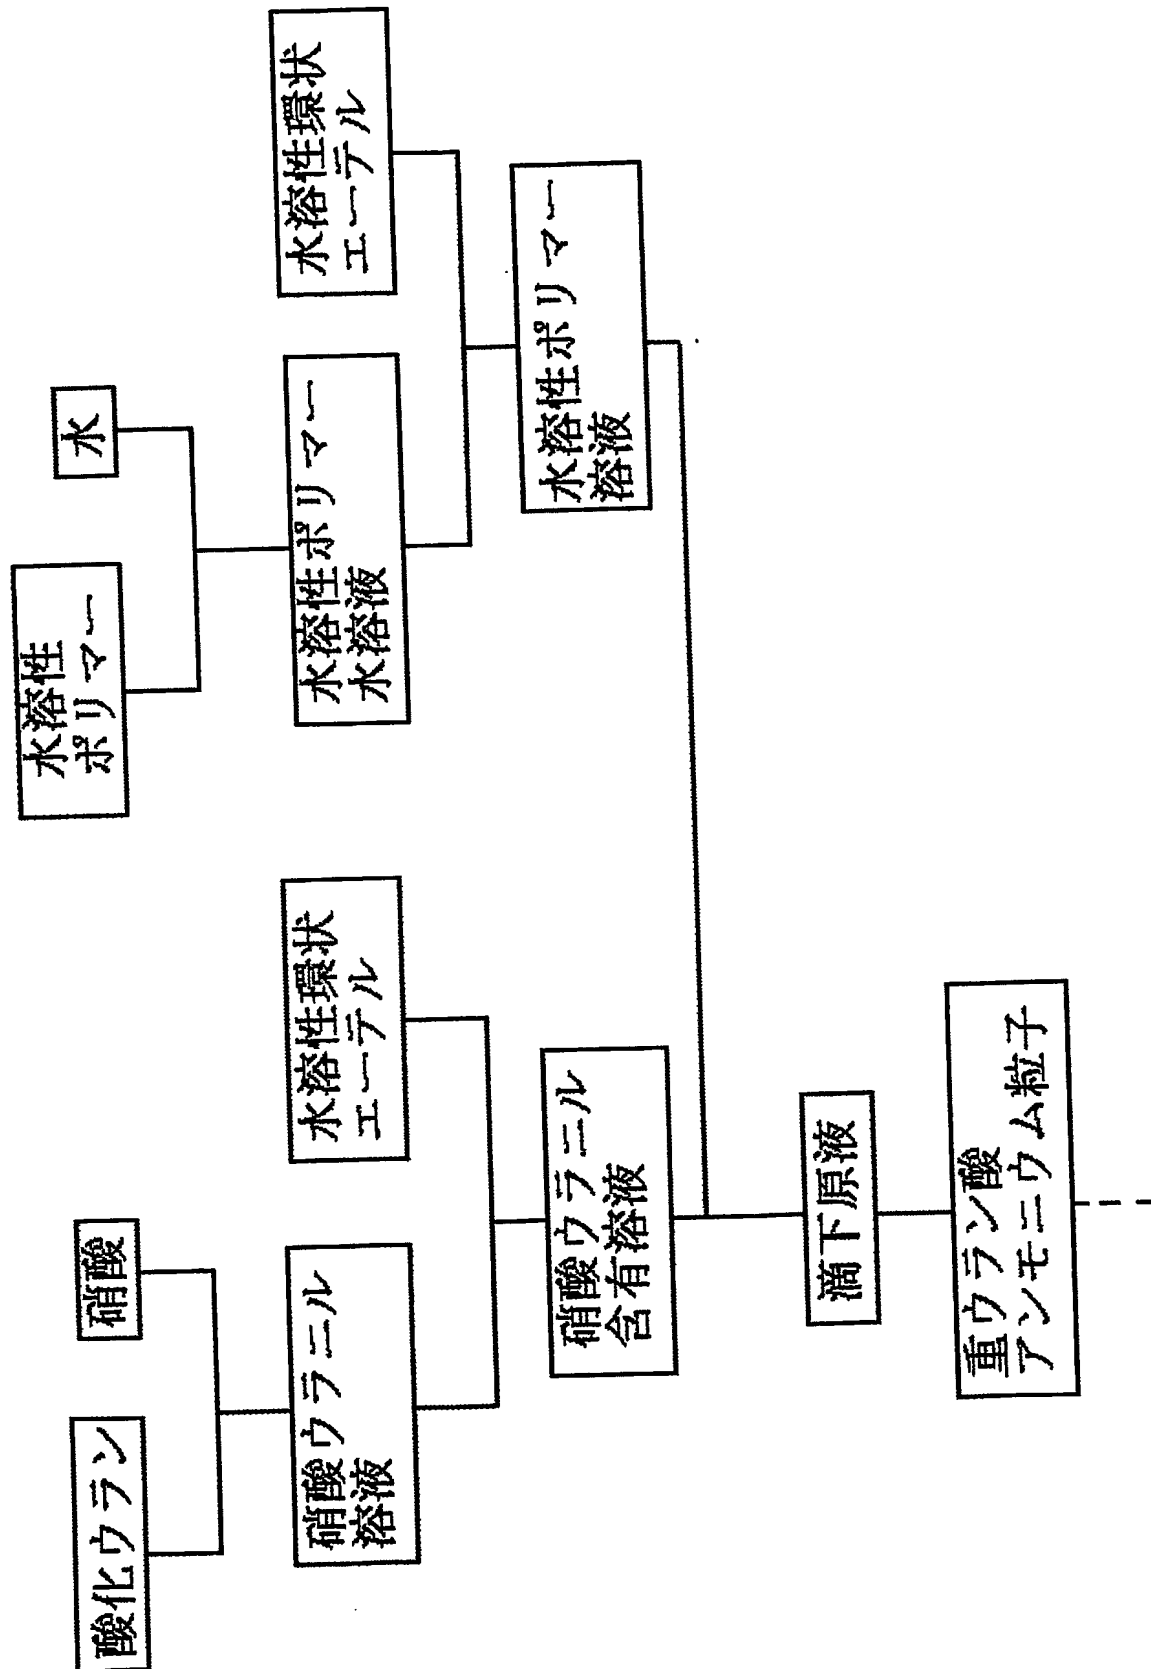 酸化ウラン
硝酸
水溶性
ポリマー
水
硝酸ウラニル
溶液
水溶性環状
エーテル
水溶性ポリマー
水溶液
水溶性環状
エーテル
硝酸ウラニル
含有溶液
水溶性ポリマー
溶液
滴下原液
重ウラン酸
アンモニウム粒子